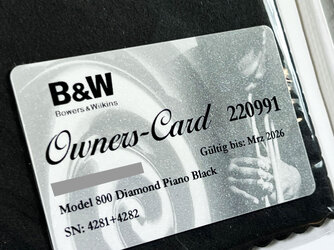 B&W
Bowers & Wilkins
Owners-Card 220991
Gültig bis: Mrz 2026
Model 800 Diamond Piano Black
SN: 4281+4282